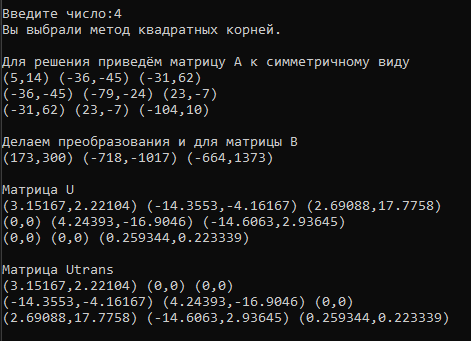 Введите число:4
Вы выбрали метод квадратных корней.
Для решения приведём матрицу A к симметричному виду
(5,14) (-36,-45) (-31,62)
(-36,-45) (-79,-24) (23,-7)
(-31,62) (23,-7) (-104,10)
Делаем преобразования и для матрицы B
(173,300) (-718,-1017) (-664,1373)
Матрица U
(3.15167,2.22104) (-14.3553,-4.16167) (2.69088,17.7758)
(0,0) (4.24393,-16.9046) (-14.6063,2.93645)
(0,0) (0,0) (0.259344,0.223339)
Матрица Utrans
(3.15167,2.22104) (0,0) (0,0)
(-14.3553,-4.16167) (4.24393,-16.9046) (0,0)
(2.69088,17.7758) (-14.6063,2.93645) (0.259344,0.223339)